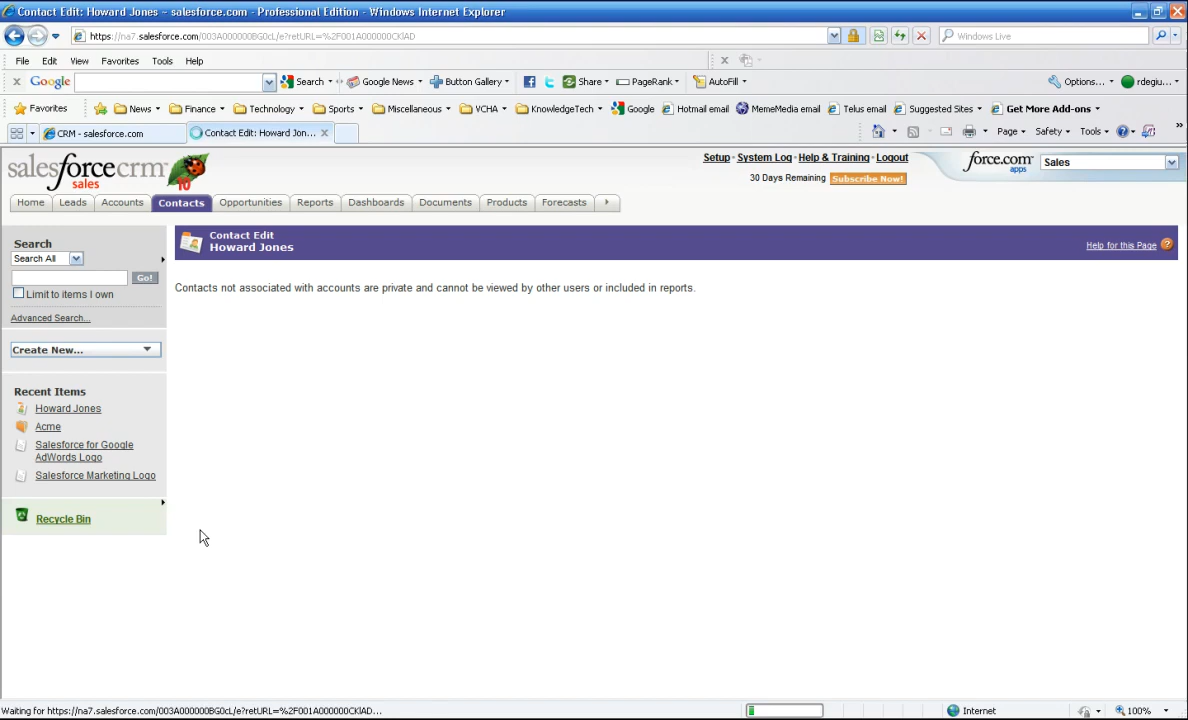 Contact Edit: Howard Jones ~ salesforce.com - Professional Edition - Windows Internet Explorer
https://na7.salesforce.com/003A000000BG0cL/e?retURL=%2F001A000000CKlAD
Windows Live
File Edit View Favorites Tools Help
Google Search Google News Button Gallery Share PageRank AutoFill Options... rdegiu...
Favorites News Finance Technology Sports Miscellaneous VCHA KnowledgeTech Google Hotmail email MemeMedia email Telus email Suggested Sites Get More Add-ons
CRM - salesforce.com Contact Edit: Howard Jon... Page Safety Tools
salesforcecrm
sales
10
Setup · System Log · Help & Training · Logout
30 Days Remaining Subscribe Now!
force.com
apps
Sales
Home Leads Accounts Contacts Opportunities Reports Dashboards Documents Products Forecasts
Search
Search All
Go!
Limit to items I own
Advanced Search...
Create New...
Recent Items
Howard Jones
Acme
Salesforce for Google
AdWords Logo
Salesforce Marketing Logo
Recycle Bin
Contact Edit
Howard Jones
Help for this Page ?
Contacts not associated with accounts are private and cannot be viewed by other users or included in reports.
Waiting for https://na7.salesforce.com/003A000000BG0cL/e?retURL=%2F001A000000CKlAD...
Internet
100%